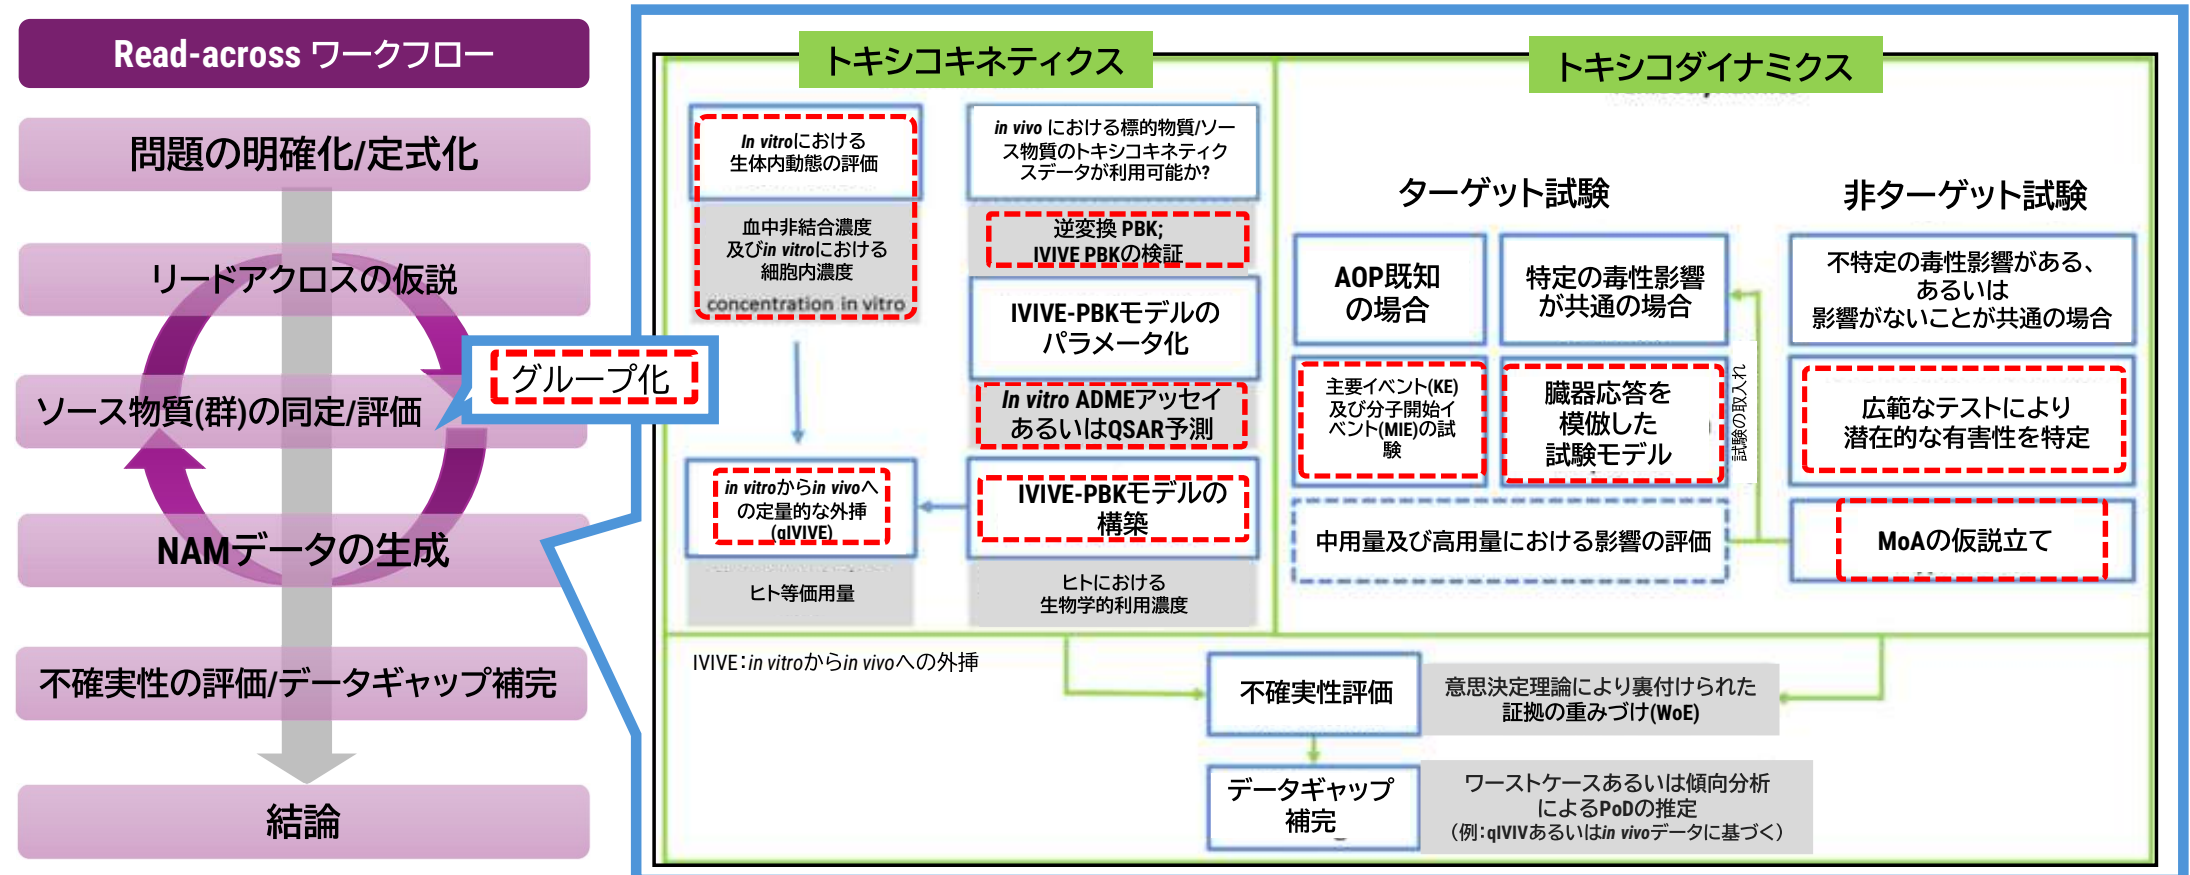 Read-across ワークフロー
問題の明確化/定式化
リードアクロスの仮説
ソース物質(群)の同定/評価
NAMデータの生成
不確実性の評価/データギャップ補完
結論
グループ化
トキシコキネティクス
In vitroにおける
生体内動態の評価
血中非結合濃度
及びin vitroにおける
細胞内濃度
concentration in vitro
in vitroからin vivoへ
の定量的な外挿
(qIVIVE)
ヒト等価用量
in vivo における標的物質/ソー
ス物質のトキシコキネティク
スデータが利用可能か?
逆変換 PBK;
IVIVE PBKの検証
IVIVE-PBKモデルの
パラメータ化
In vitro ADMEアッセイ
あるいはQSAR予測
IVIVE-PBKモデルの
構築
ヒトにおける
生物学的利用濃度
トキシコダイナミクス
ターゲット試験
AOP既知
の場合
特定の毒性影響
が共通の場合
主要イベント(KE)
及び分子開始イ
ベント(MIE)の試
験
臓器応答を
模倣した
試験モデル
試験の取入れ
中用量及び高用量における影響の評価
非ターゲット試験
不特定の毒性影響がある、
あるいは
影響がないことが共通の場合
広範なテストにより
潜在的な有害性を特定
MoAの仮説立て
IVIVE：in vitroからin vivoへの外挿
不確実性評価
意思決定理論により裏付けられた
証拠の重みづけ(WoE)
データギャップ
補完
ワーストケースあるいは傾向分析
によるPoDの推定
（例：qIVIVあるいはin vivoデータに基づく）